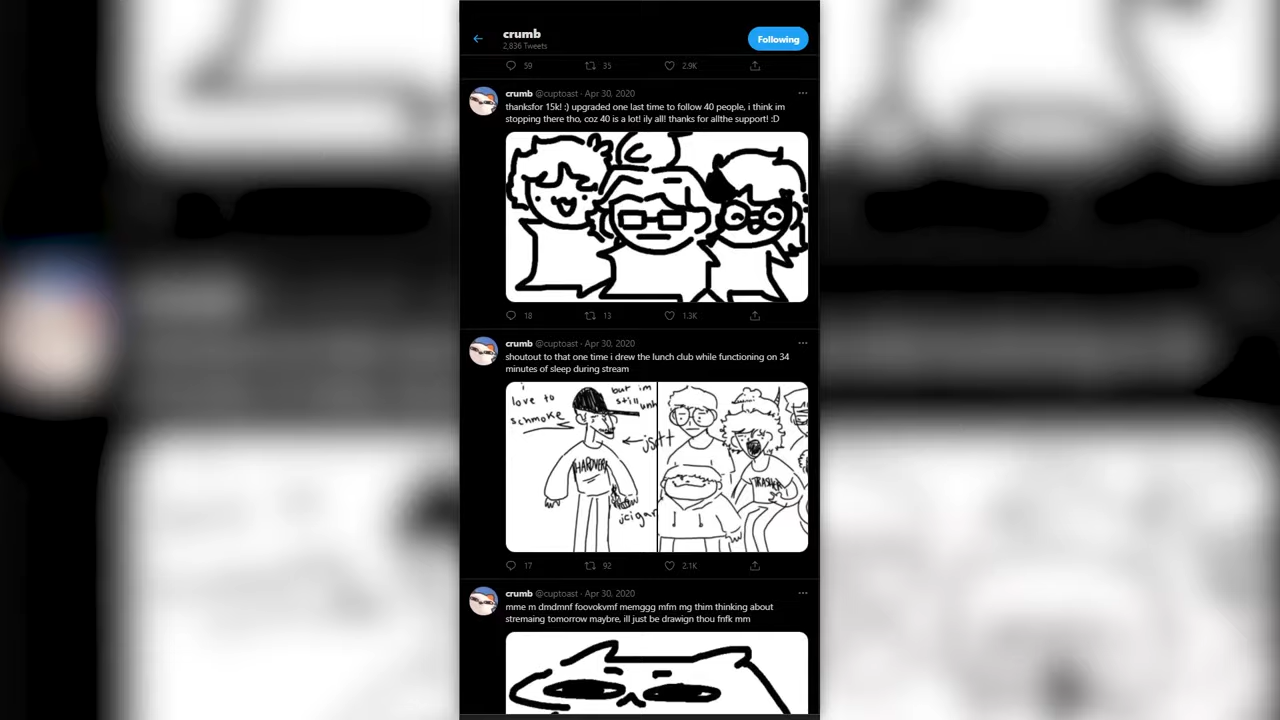 crumb
2,836 Tweets
Following
59 35 2.9K
crumb @cuptoast · Apr 30, 2020
thanksfor 15k! :) upgraded one last time to follow 40 people, i think im
stopping there tho, coz 40 is a lot! ily all! thanks for allthe support! :D
18 13 1.3K
crumb @cuptoast · Apr 30, 2020
shoutout to that one time i drew the lunch club while functioning on 34
minutes of sleep during stream
i
love to
schmoke
but im
still
HARDVERK
TRASHER
17 92 2.1K
crumb @cuptoast · Apr 30, 2020
mme m dmdmnf foovokvmf memggg mfm mg thim thinking about
stremaing tomorrow maybre, ill just be drawign thou fnfk mm